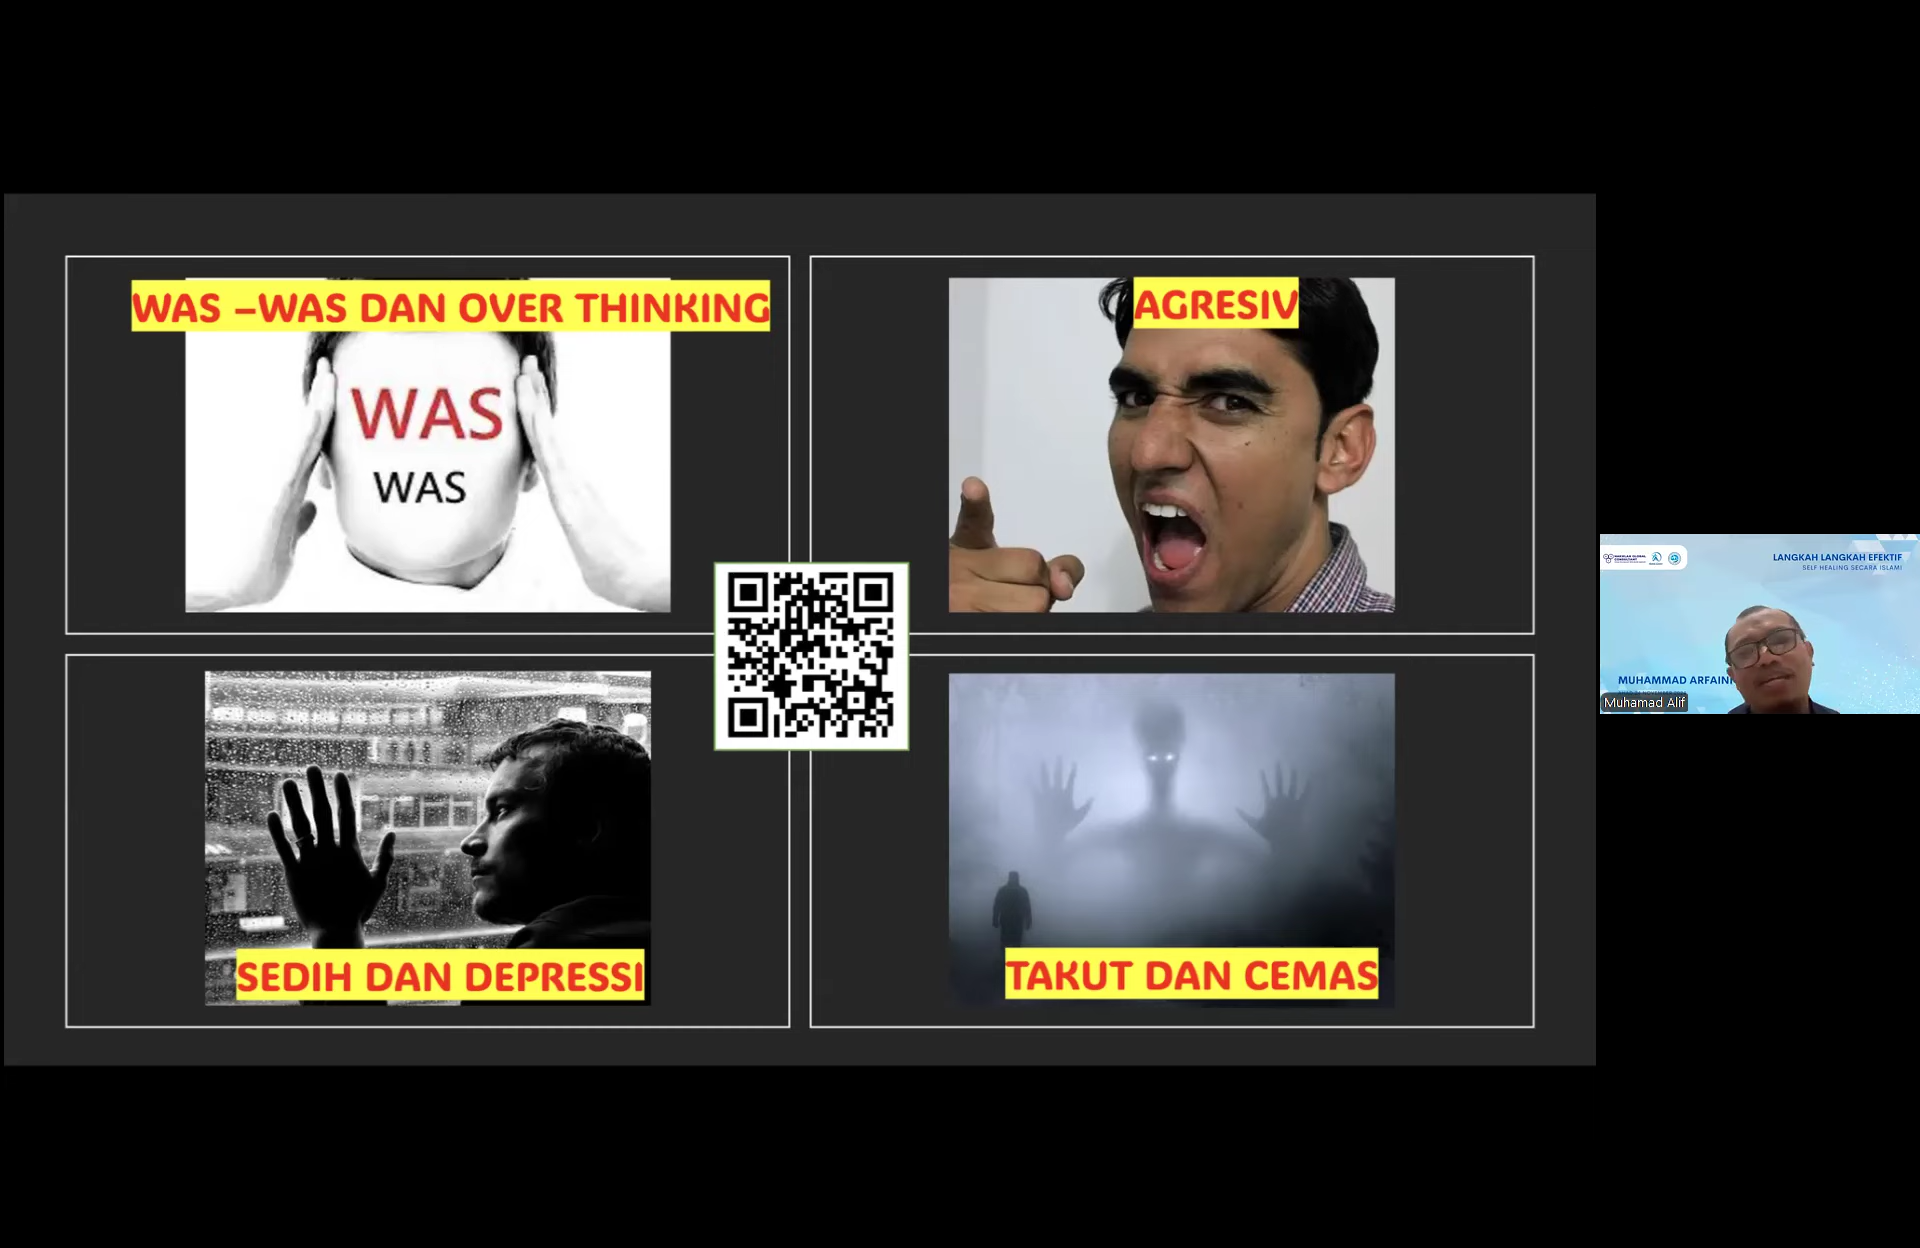 WAS –WAS DAN OVER THINKING
WAS
WAS
AGRESIV
SEDIH DAN DEPRESSI
TAKUT DAN CEMAS
LANGKAH LANGKAH EFEKTIF
SELF HEALING SECARA ISLAMI
MUHAMMAD ARFAIN
Muhamad Alif